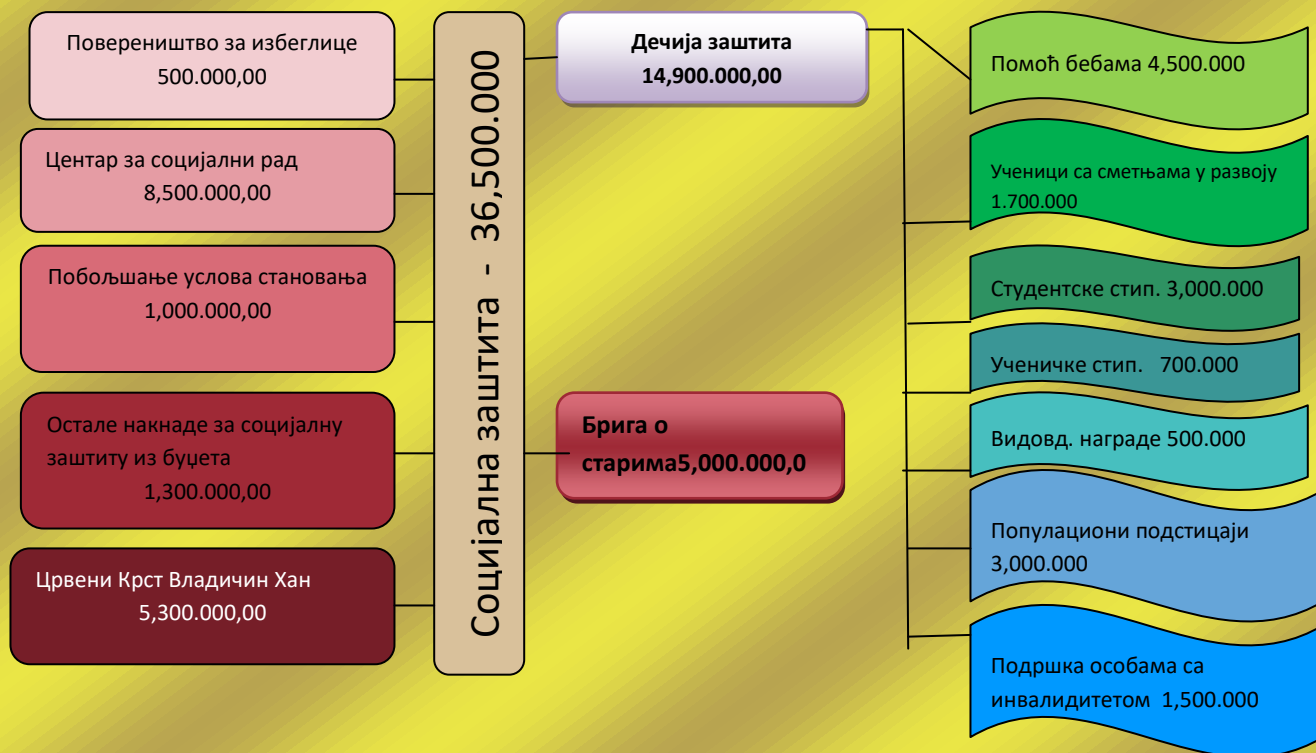 Повереништво за избеглице
500.000,00
Центар за социјални рад
8,500.000,00
Побољшање услова становања
1,000.000,00
Остале накнаде за социјалну
заштиту из буџета
1,300.000,00
Црвени Крст Владичин Хан
5,300.000,00
Социјална заштита - 36,500.000
Дечија заштита
14,900.000,00
Брига о
старима5,000.000,0
Помоћ бебама 4,500.000
Ученици са сметњама у развоју
1.700.000
Студентске стип. 3,000.000
Ученичке стип. 700.000
Видовд. награде 500.000
Популациони подстицаји
3,000.000
Подршка особама са
инвалидитетом 1,500.000